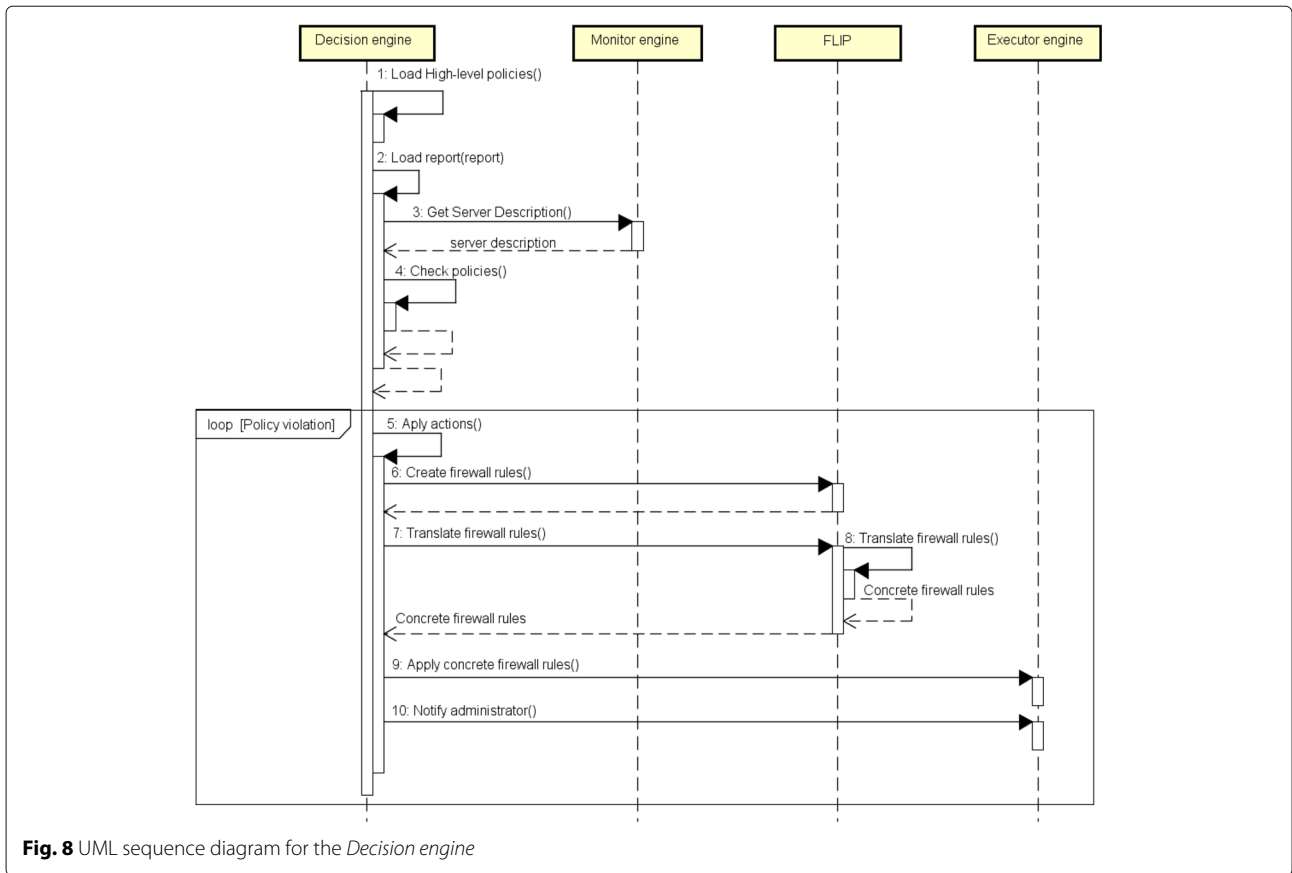 Decision engine
Monitor engine
FLIP
Executor engine
1: Load High-level policies()
2: Load report(report)
3: Get Server Description()
server description
4: Check policies()
loop [Policy violation]
5: Aply actions()
6: Create firewall rules()
7: Translate firewall rules()
8: Translate firewall rules()
Concrete firewall rules
Concrete firewall rules
9: Apply concrete firewall rules()
10: Notify administrator()
Fig. 8 UML sequence diagram for the Decision engine